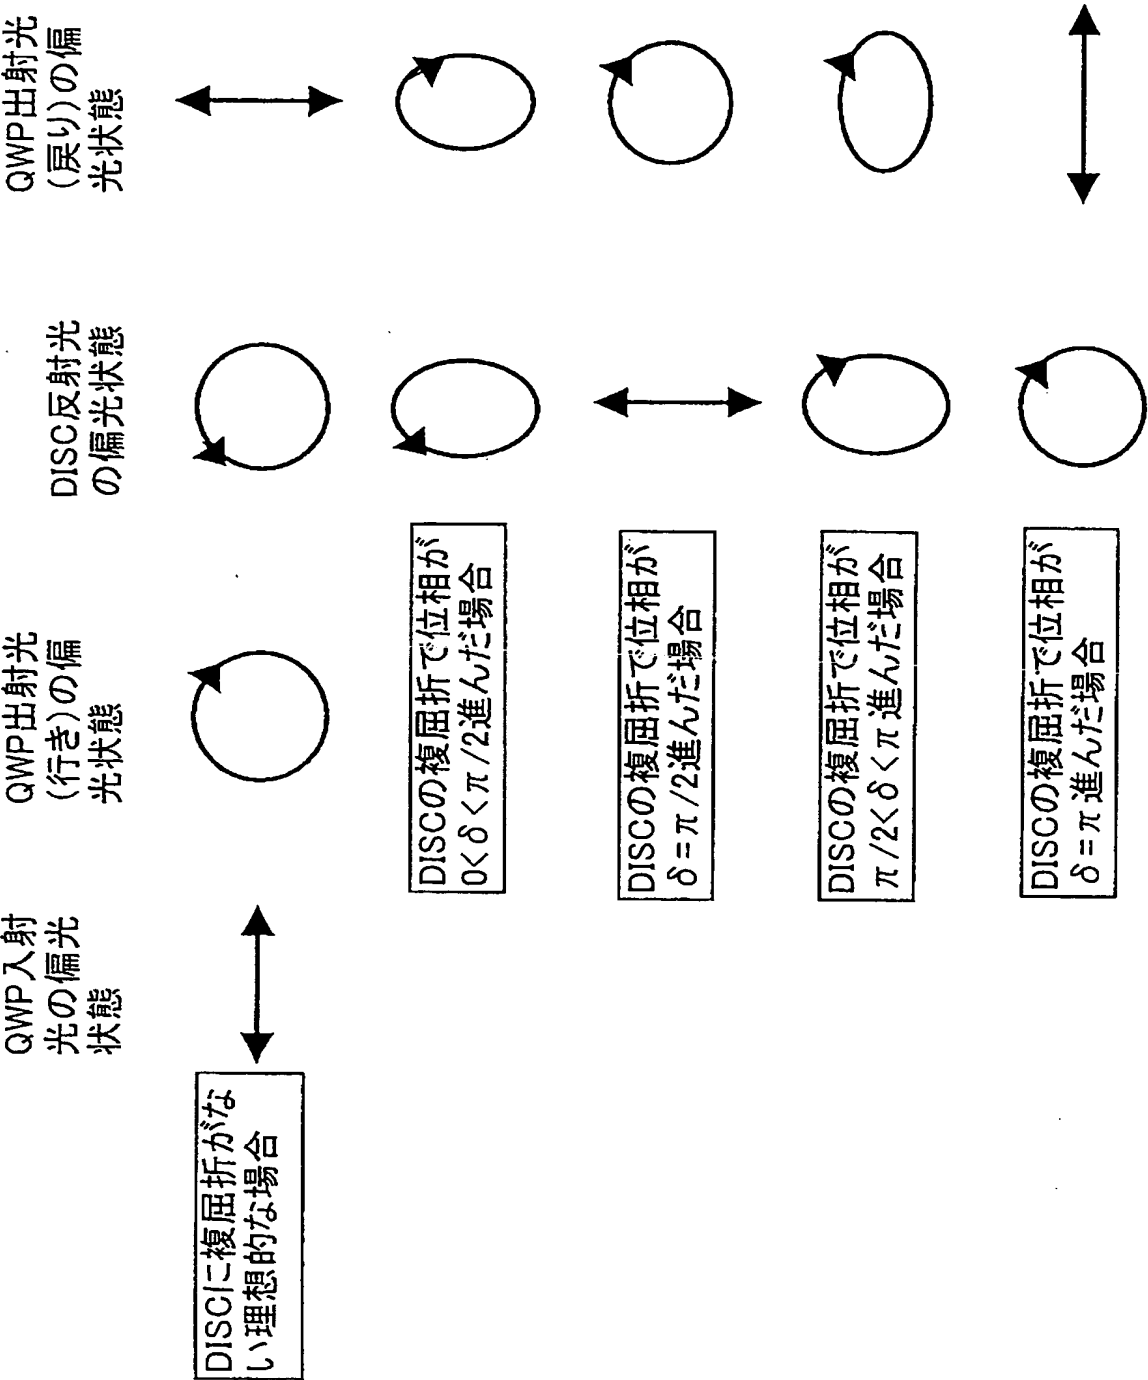 QWP入射
光の偏光
状態
QWP出射光
(行き)の偏
光状態
DISC反射光
の偏光状態
QWP出射光
(戻り)の偏
光状態
DISCに複屈折がな
い理想的な場合
DISCの複屈折で位相が
0<δ<π/2進んだ場合
DISCの複屈折で位相が
δ=π/2進んだ場合
DISCの複屈折で位相が
π/2<δ<π進んだ場合
DISCの複屈折で位相が
δ=π進んだ場合